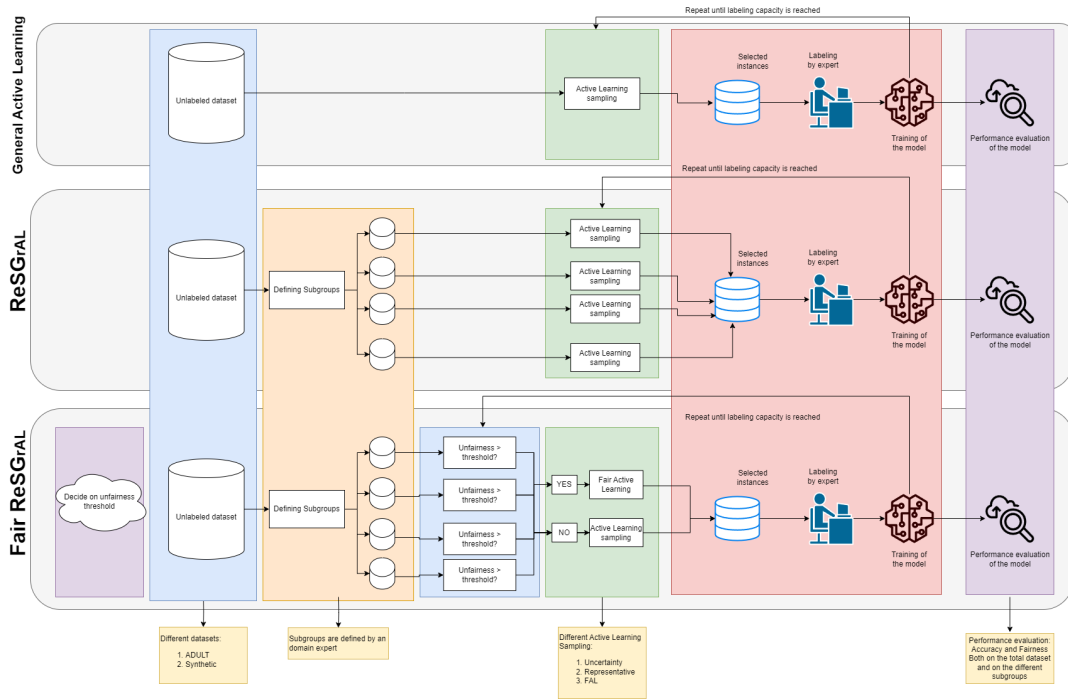 Repeat until labeling capacity is reached
General Active Learning
Unlabeled dataset
Active Learning
sampling
Selected
instances
Labeling
by expert
Training of
the model
Performance evaluation
of the model
Repeat until labeling capacity is reached
ReSGrAL
Unlabeled dataset
Defining Subgroups
Active Learning
sampling
Active Learning
sampling
Active Learning
sampling
Active Learning
sampling
Selected
instances
Labeling
by expert
Training of
the model
Performance evaluation
of the model
Repeat until labeling capacity is reached
Fair ReSGrAL
Decide on unfairness
threshold
Unlabeled dataset
Defining Subgroups
Unfairness >
threshold?
Unfairness >
threshold?
Unfairness >
threshold?
Unfairness >
threshold?
YES
NO
Fair Active
Learning
Active Learning
sampling
Selected
instances
Labeling
by expert
Training of
the model
Performance evaluation
of the model
Different datasets:
1. ADULT
2. Synthetic
Subgroups are defined by an
domain expert
Different Active Learning
Sampling:
1. Uncertainty
2. Representative
3. FAL
Performance evaluation:
Accuracy and Fairness
Both on the total dataset
and on the different
subgroups